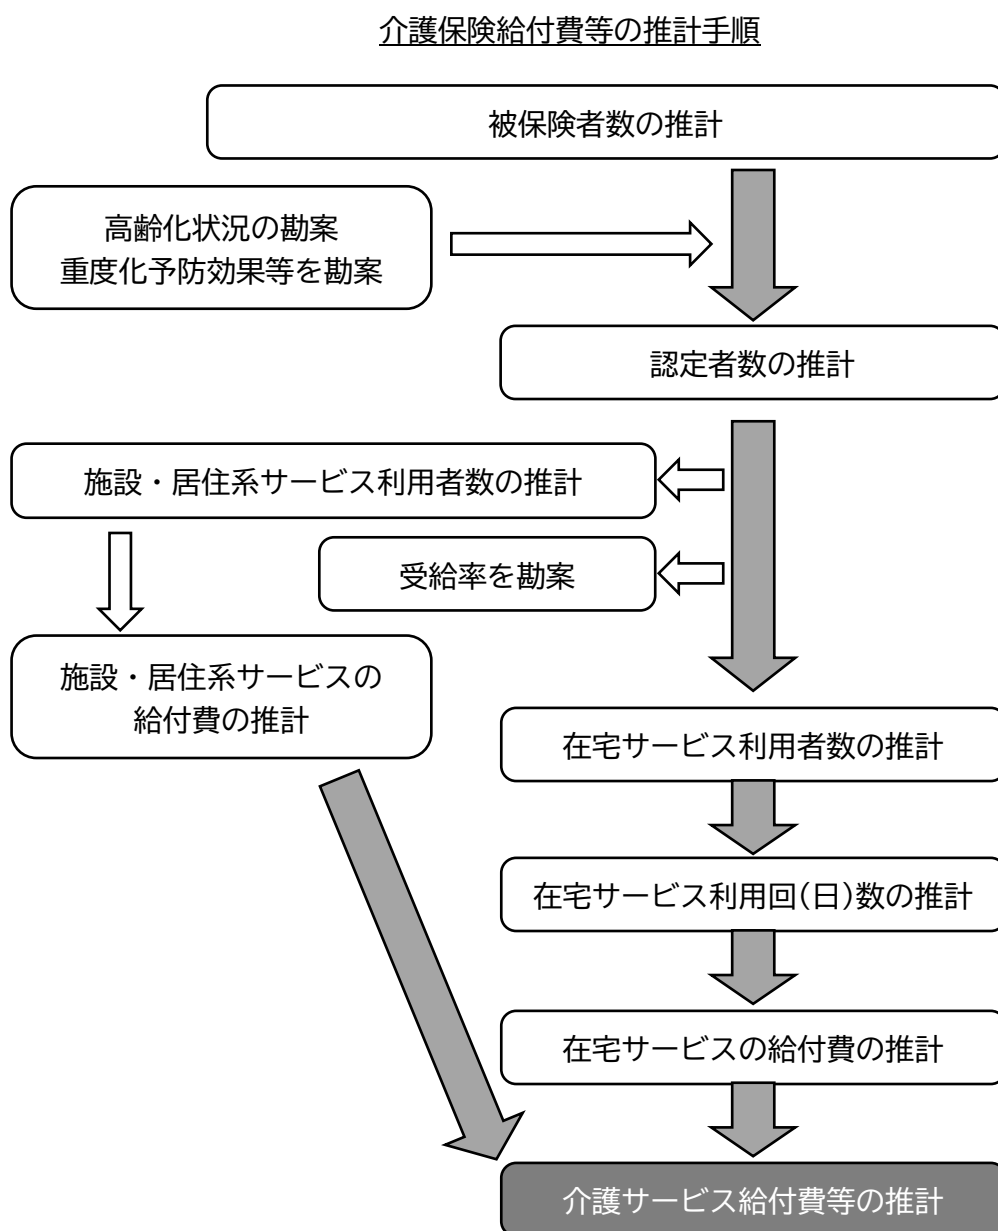 介護保険給付費等の推計手順
被保険者数の推計
高齢化状況の勘案
重度化予防効果等を勘案
認定者数の推計
施設・居住系サービス利用者数の推計
受給率を勘案
施設・居住系サービスの
給付費の推計
在宅サービス利用者数の推計
在宅サービス利用回(日)数の推計
在宅サービスの給付費の推計
介護サービス給付費等の推計